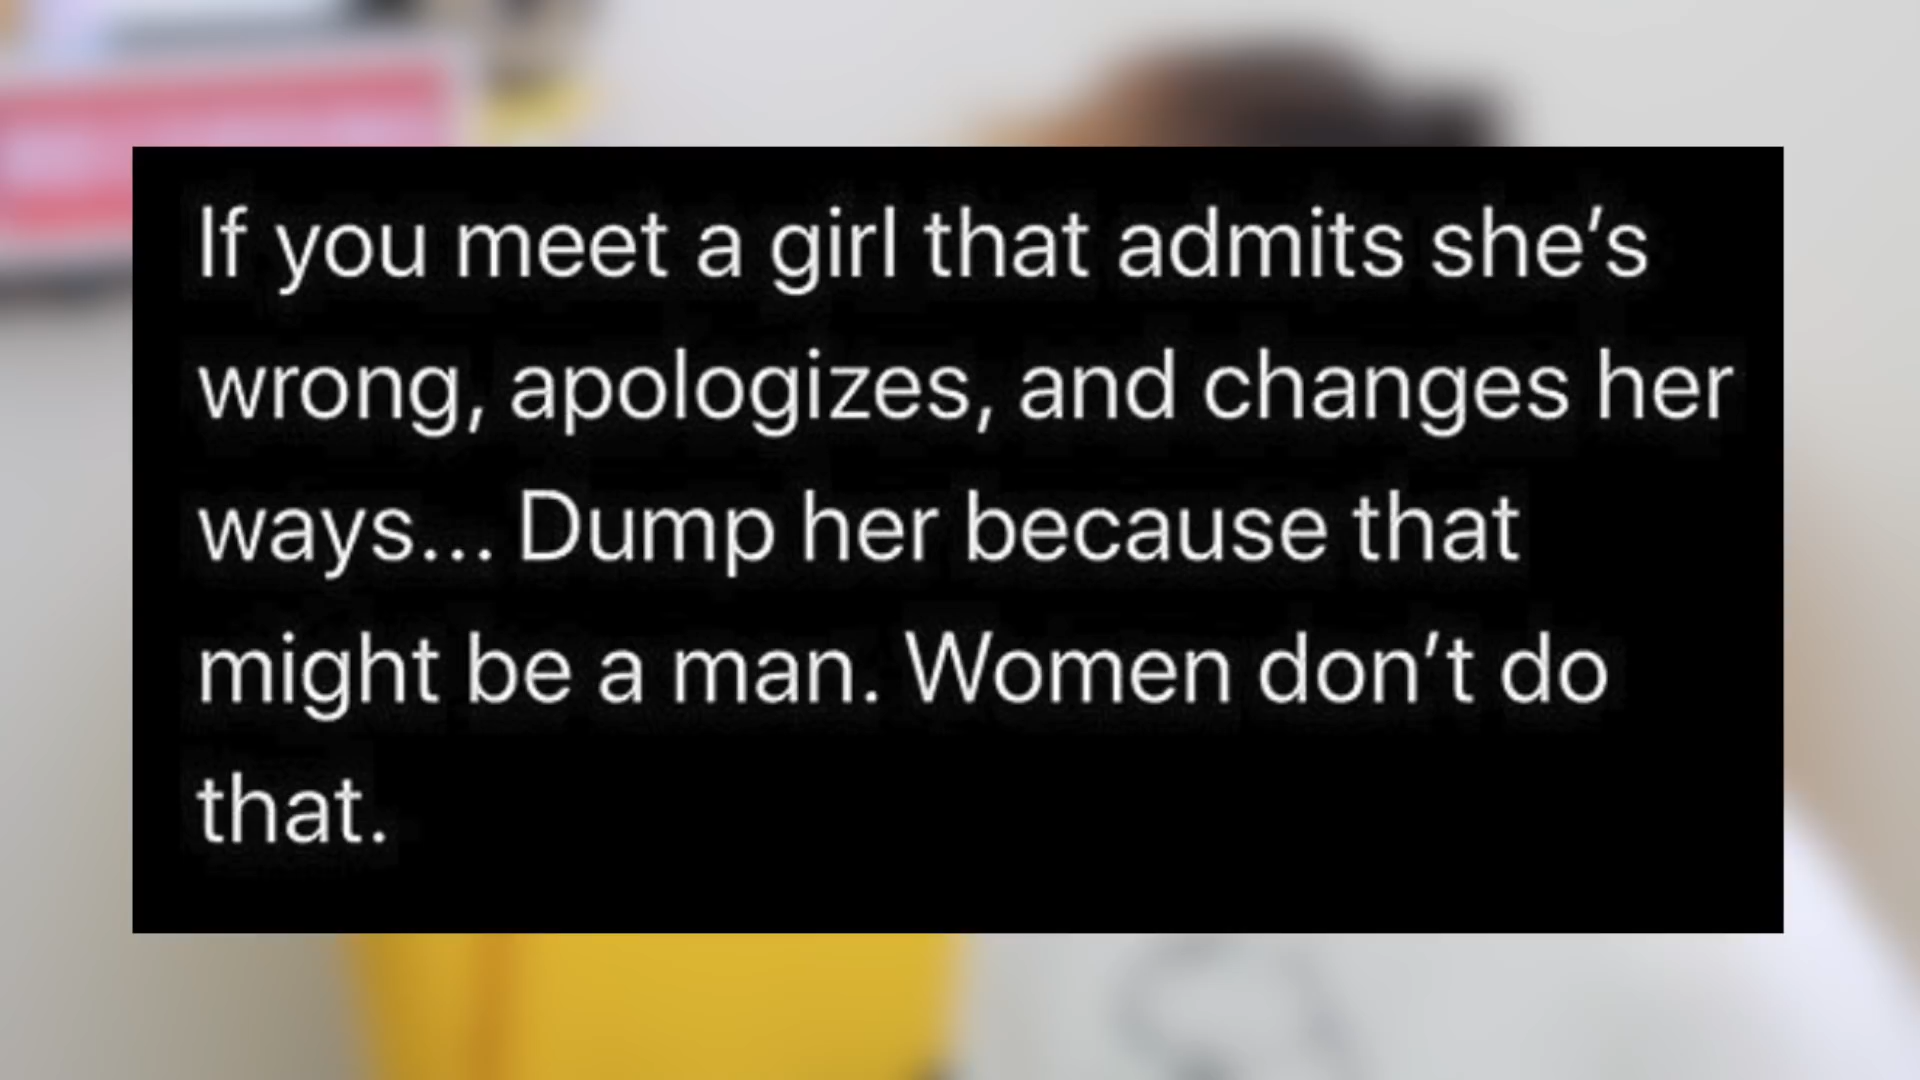 If you meet a girl that admits she’s
wrong, apologizes, and changes her
ways... Dump her because that
might be a man. Women don’t do
that.